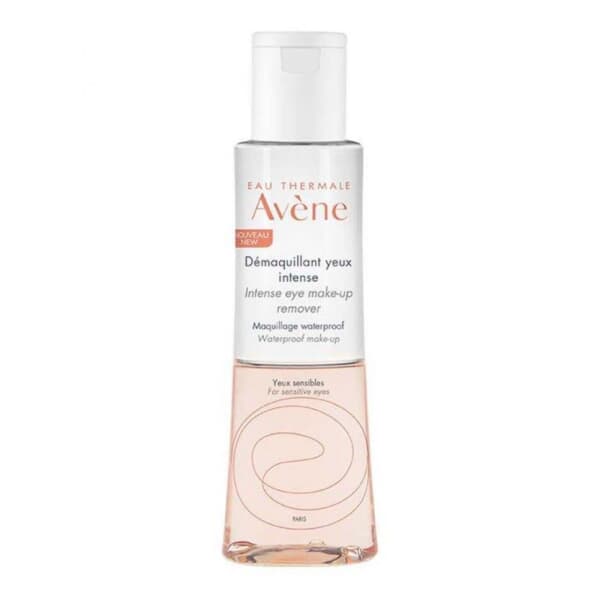 EAU THERMALE
Avène
NOUVEAU
NEW
Démaquillant yeux
intense
Intense eye make-up
remover
Maquillage waterproof
Waterproof make-up
Yeux sensibles
For sensitive eyes
PARIS